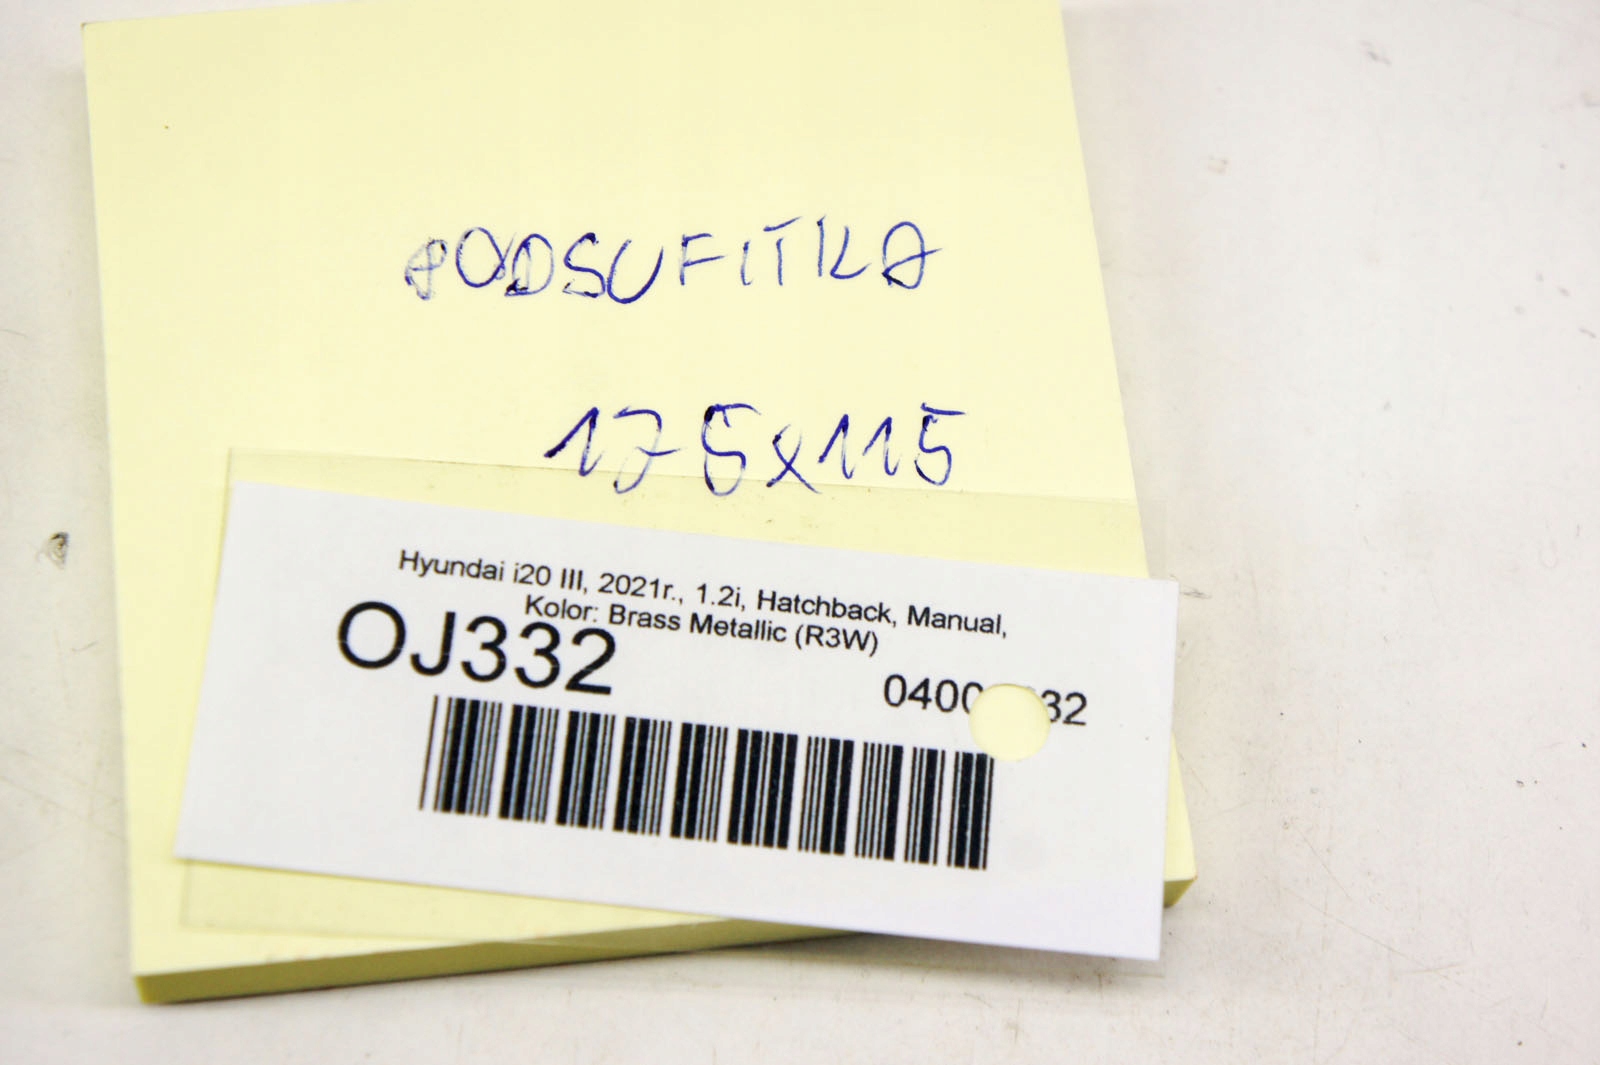 PODSUFITKA
175x115
Hyundai i20 III, 2021r., 1.2i, Hatchback, Manual,
Kolor: Brass Metallic (R3W)
OJ332